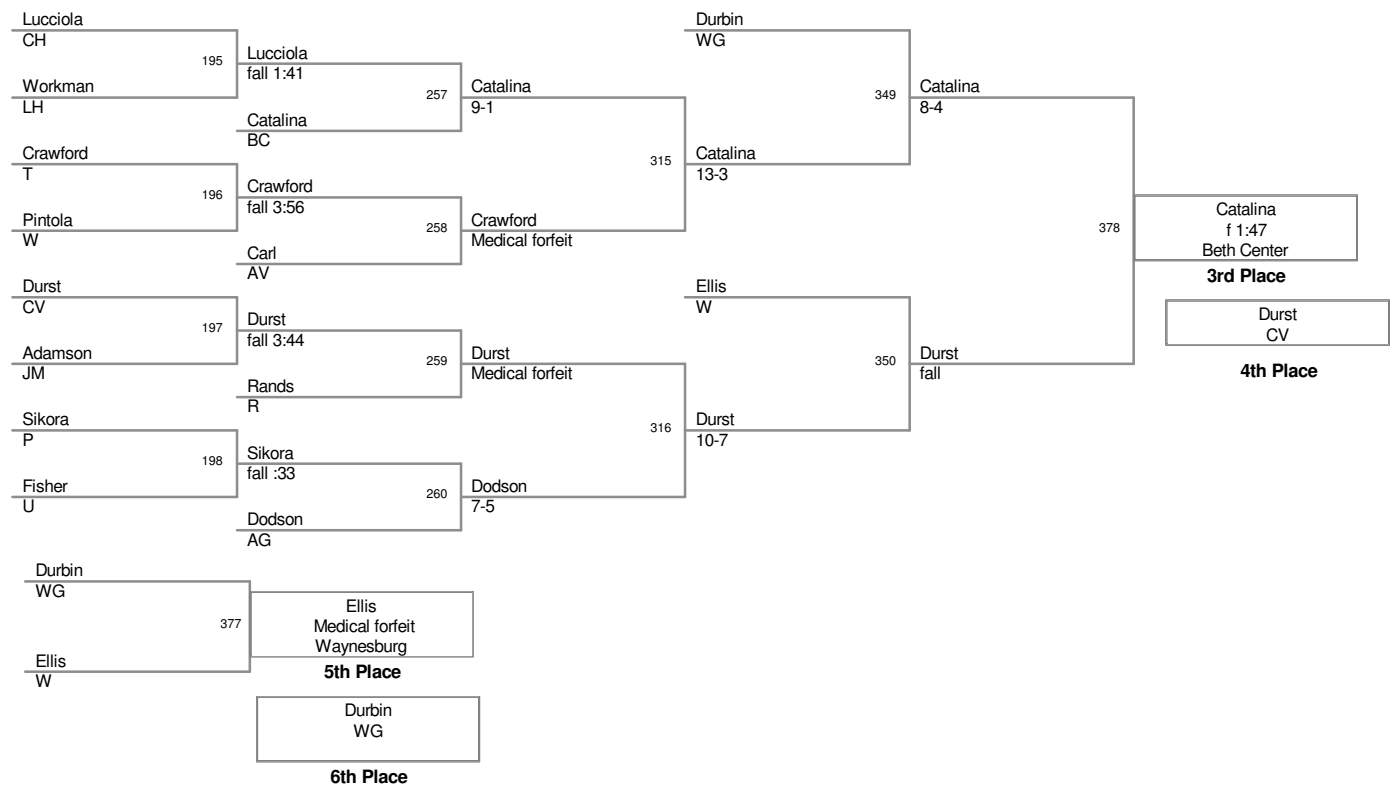 Lucciola
CH
195
Workman
LH
Lucciola
fall 1:41
257
Catalina
BC
Crawford
T
196
Pintola
W
Crawford
fall 3:56
258
Carl
AV
Durst
CV
197
Adamson
JM
Durst
fall 3:44
259
Rands
R
Sikora
P
198
Fisher
U
Sikora
fall :33
260
Dodson
AG
Catalina
9-1
315
Crawford
Medical forfeit
Durst
Medical forfeit
316
Dodson
7-5
Durbin
WG
349
Catalina
13-3
Ellis
W
350
Durst
10-7
Catalina
8-4
378
Durst
fall
Catalina
f 1:47
Beth Center
3rd Place
Durst
CV
4th Place
Durbin
WG
377
Ellis
W
Ellis
Medical forfeit
Waynesburg
5th Place
Durbin
WG
6th Place